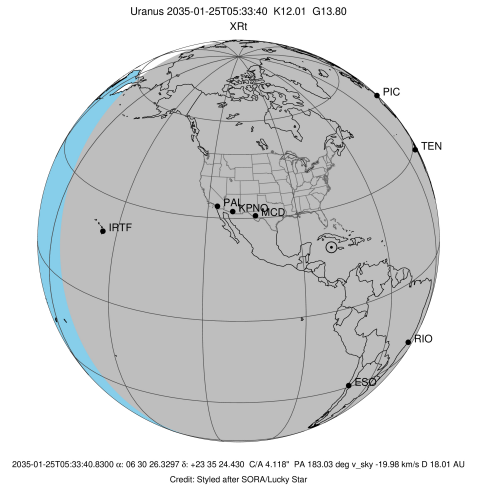 Uranus 2035-01-25T05:33:40 K12.01 G13.80
XRt
PIC
TEN
PAL
KPNO
MCD
IRTF
RIO
ESO
2035-01-25T05:33:40.8300 α: 06 30 26.3297 δ: +23 35 24.430 C/A 4.118" PA 183.03 deg v_sky -19.98 km/s D 18.01 AU
Credit: Styled after SORA/Lucky Star